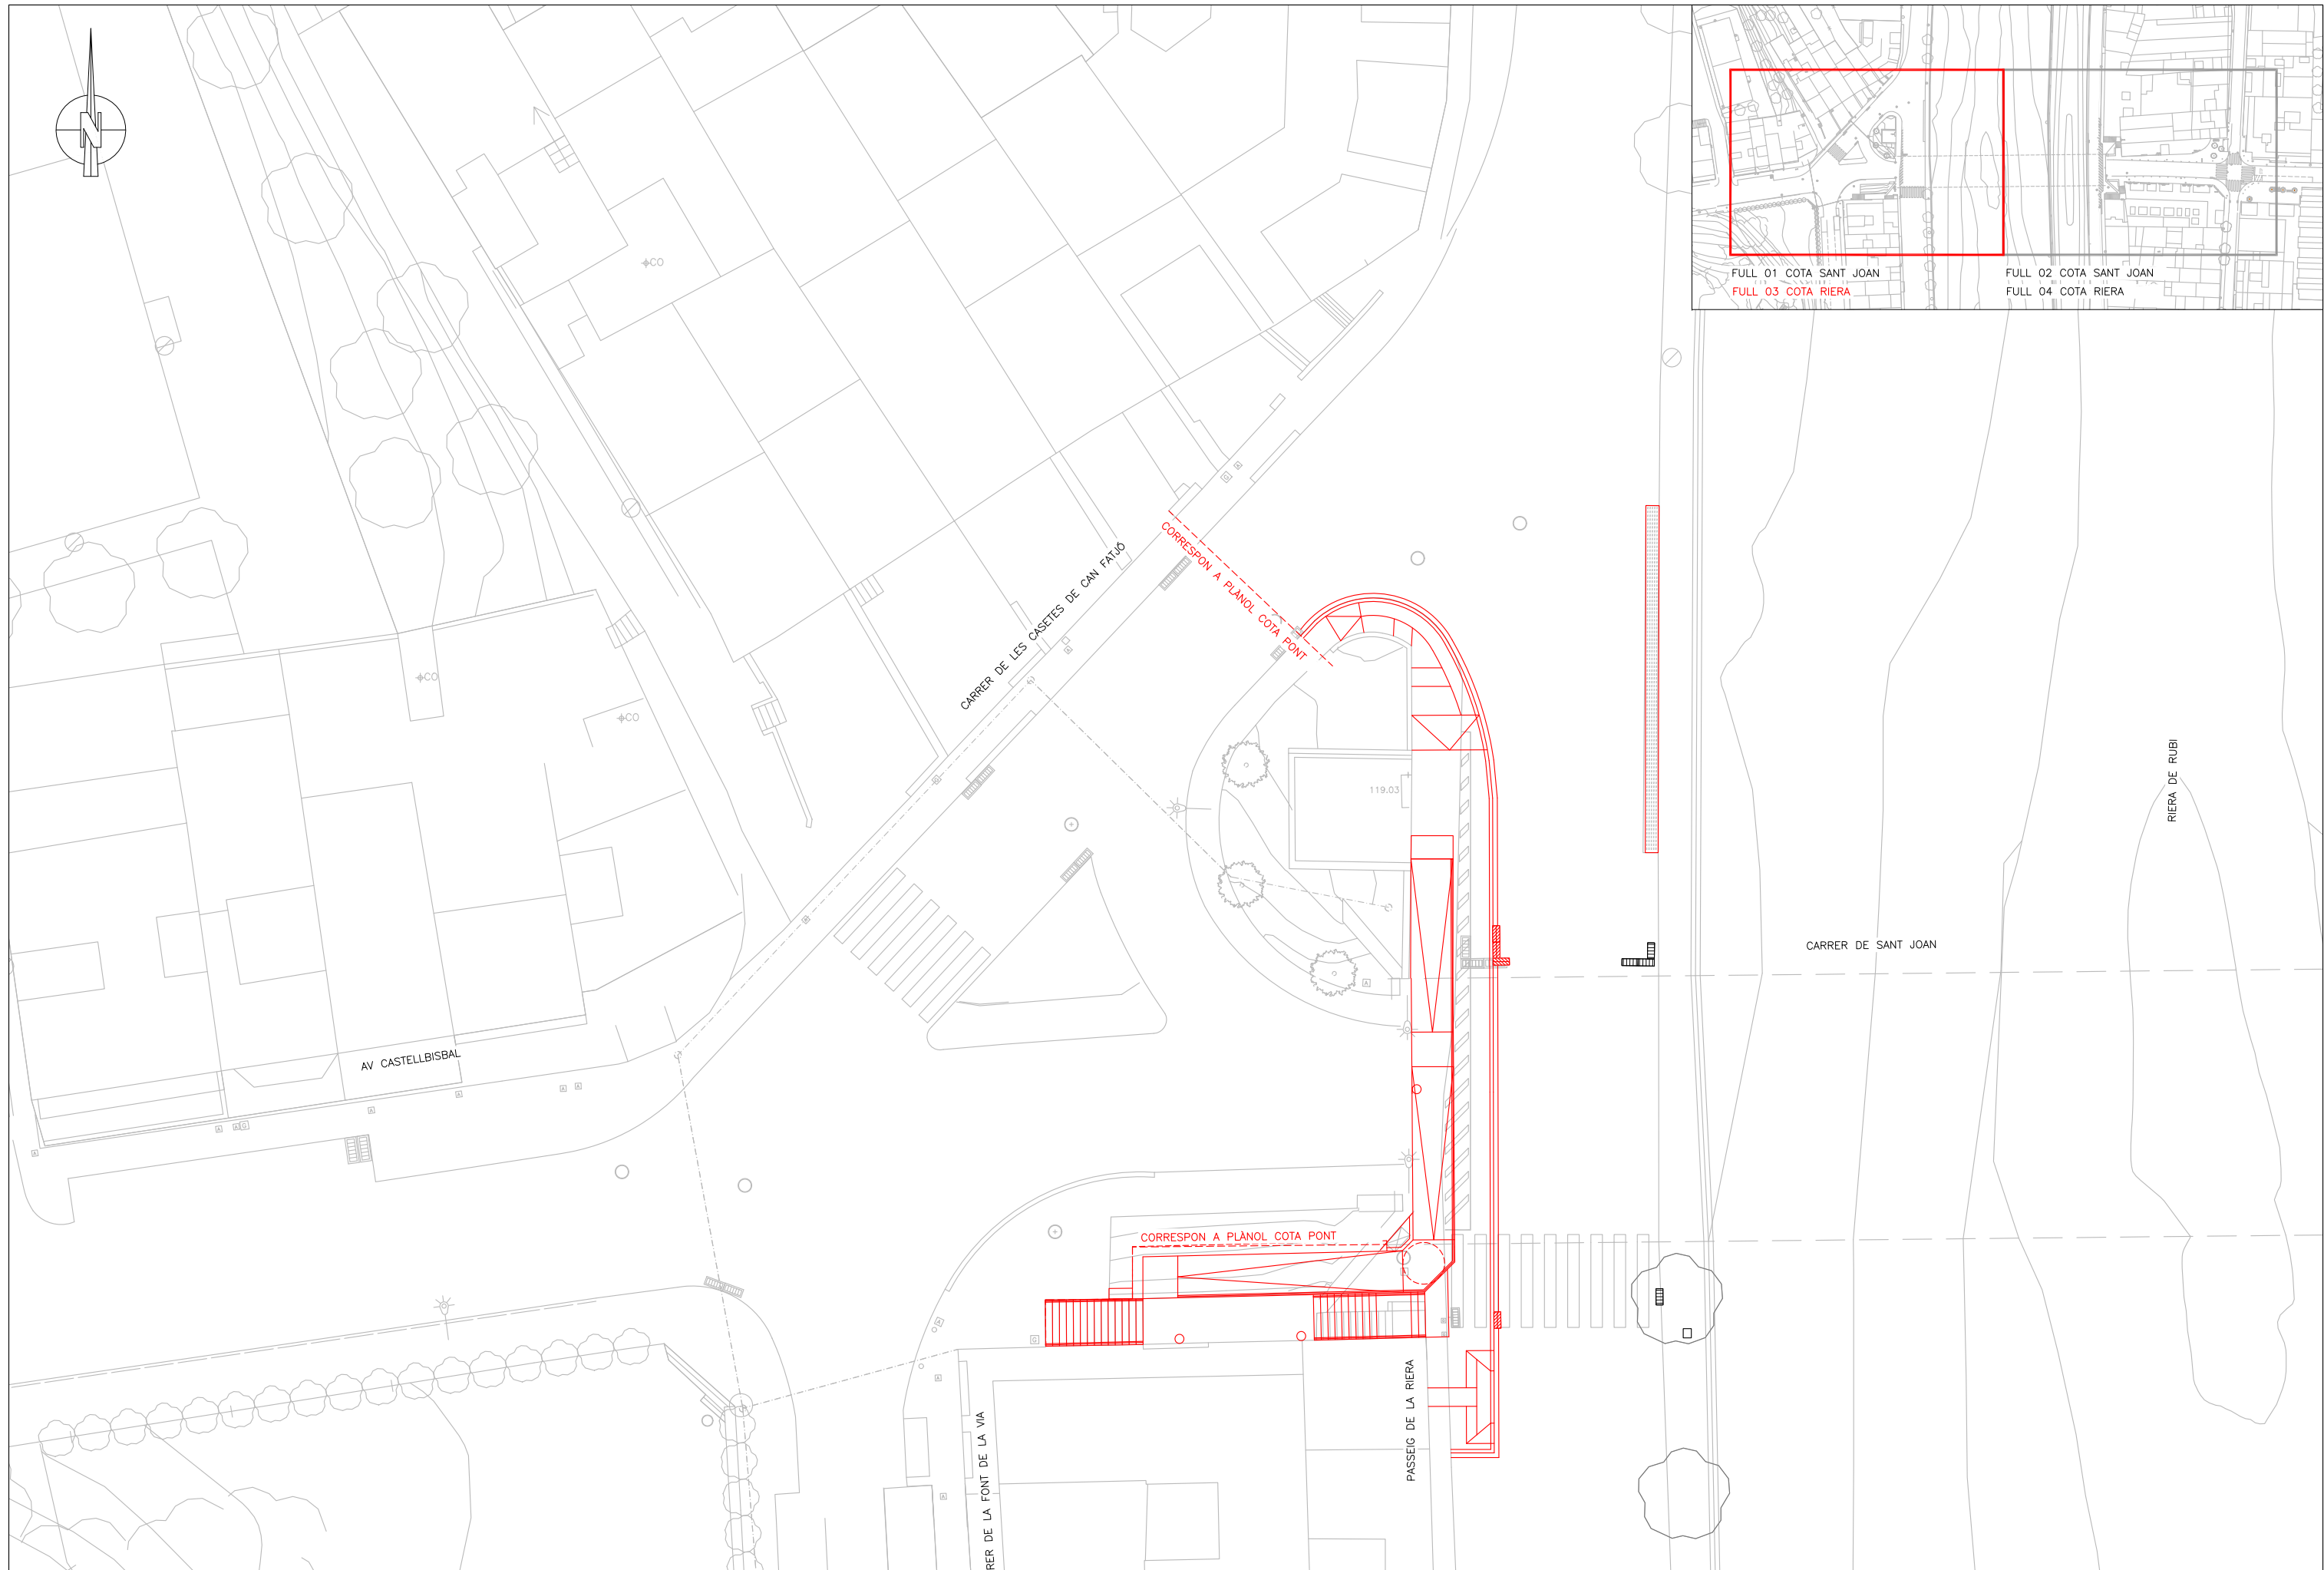 N
FULL 01 COTA SANT JOAN
FULL 02 COTA SANT JOAN
FULL 03 COTA RIERA
FULL 04 COTA RIERA
CO
CORRESPON A PLÀNOL COTA PONT
CARRER DE LES CASETES DE CAN FATJÓ
CO
CO
119.03
RIERA DE RUBI
CARRER DE SANT JOAN
AV CASTELLBISBAL
CORRESPON A PLÀNOL COTA PONT
PASSEIG DE LA RIERA
RER DE LA FONT DE LA VIA